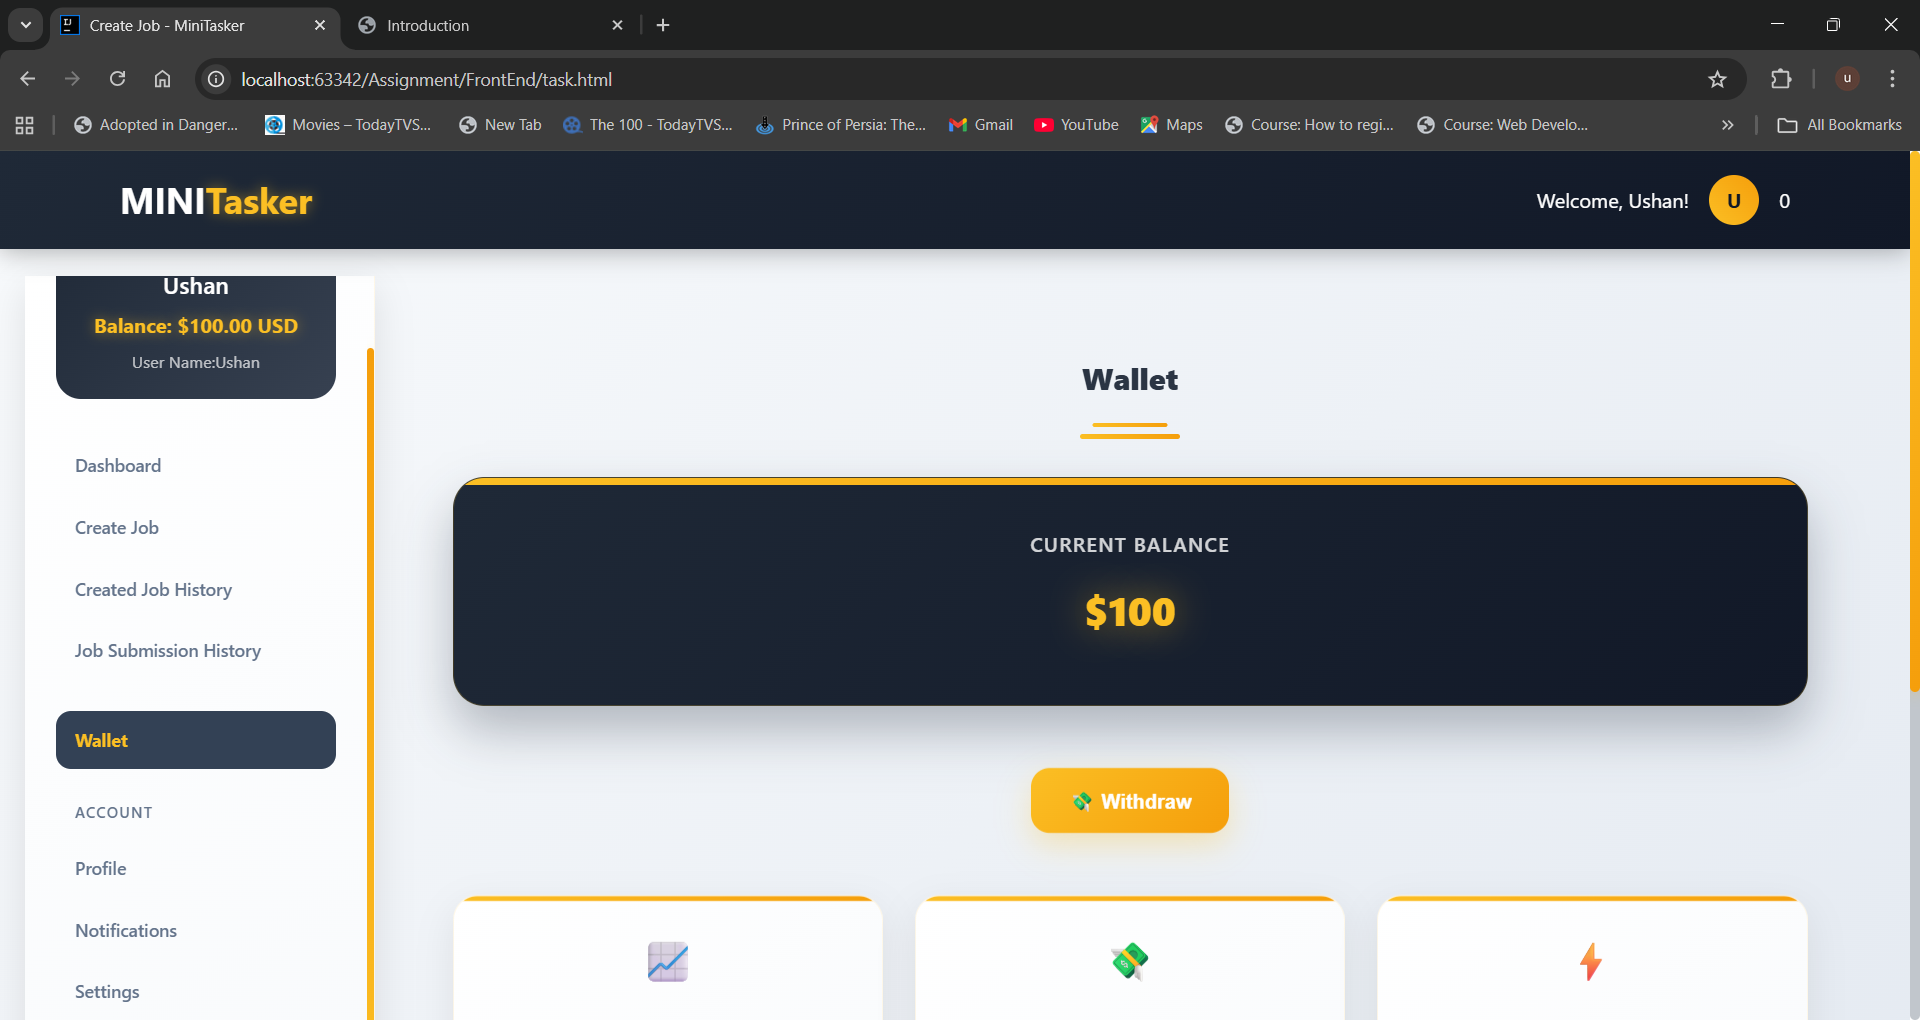 Create Job - MiniTasker
Introduction
localhost:63342/Assignment/FrontEnd/task.html
u
Adopted in Danger...
Movies – TodayTVS...
New Tab
The 100 - TodayTVS...
Prince of Persia: The...
Gmail
YouTube
Maps
Course: How to regi...
Course: Web Develo...
All Bookmarks
MINITasker
Welcome, Ushan!
U
0
Ushan
Balance: $100.00 USD
User Name:Ushan
Dashboard
Create Job
Created Job History
Job Submission History
Wallet
ACCOUNT
Profile
Notifications
Settings
Wallet
CURRENT BALANCE
$100
💸 Withdraw